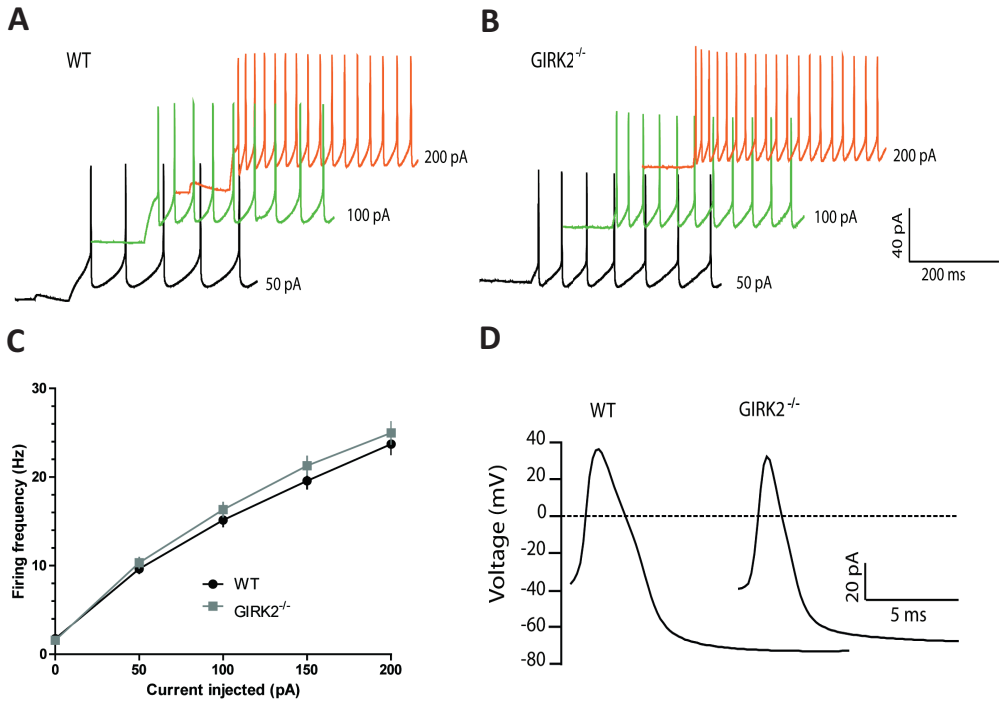 A
B
WT
GIRK2-/-
200 pA
100 pA
50 pA
200 pA
100 pA
50 pA
40 pA
200 ms
C
D
30
20
10
0
Firing frequency (Hz)
WT
GIRK2-/-
0 50 100 150 200
Current injected (pA)
WT
GIRK2 -/-
40
20
0
-20
-40
-60
-80
Voltage (mV)
20 pA
5 ms